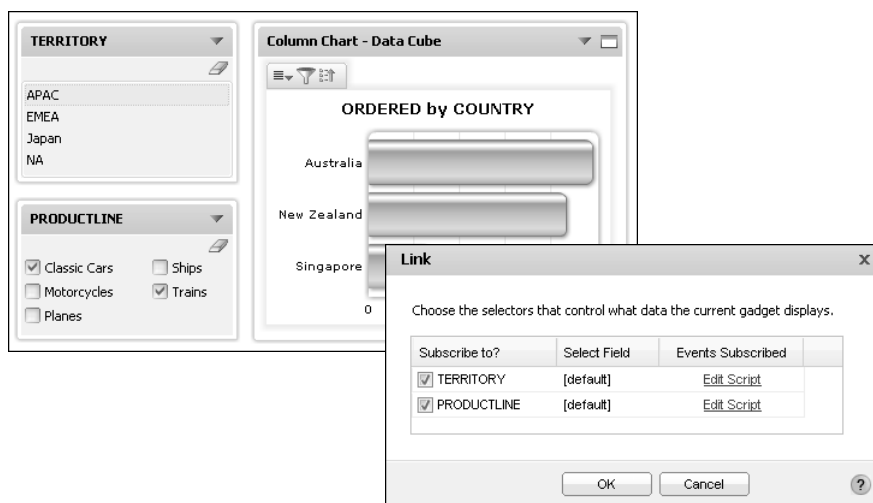 TERRITORY
APAC
EMEA
Japan
NA
PRODUCTLINE
Classic Cars
Ships
Motorcycles
Trains
Planes
Column Chart - Data Cube
ORDERED by COUNTRY
Australia
New Zealand
Singapore
0
Link
x
Choose the selectors that control what data the current gadget displays.
Subscribe to? Select Field Events Subscribed
TERRITORY [default] Edit Script
PRODUCTLINE [default] Edit Script
OK Cancel
?